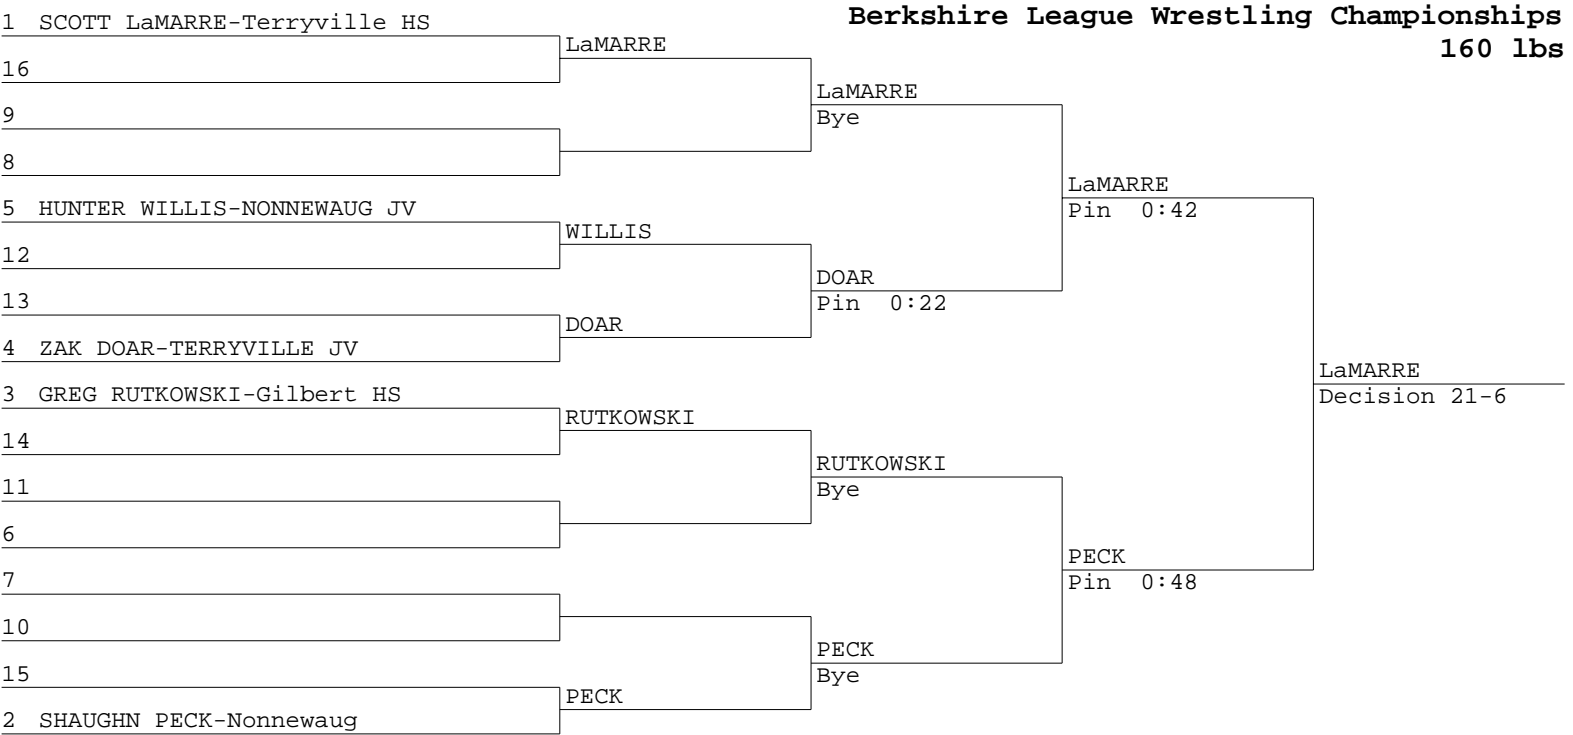 Berkshire League Wrestling Championships
160 lbs
1 SCOTT LaMARRE-Terryville HS
16
9
8
5 HUNTER WILLIS-NONNEWAUG JV
12
13
4 ZAK DOAR-TERRYVILLE JV
3 GREG RUTKOWSKI-Gilbert HS
14
11
6
7
10
15
2 SHAUGHN PECK-Nonnewaug
LaMARRE
WILLIS
DOAR
RUTKOWSKI
PECK
LaMARRE
Bye
DOAR
Pin 0:22
RUTKOWSKI
Bye
PECK
Bye
LaMARRE
Pin 0:42
PECK
Pin 0:48
LaMARRE
Decision 21-6